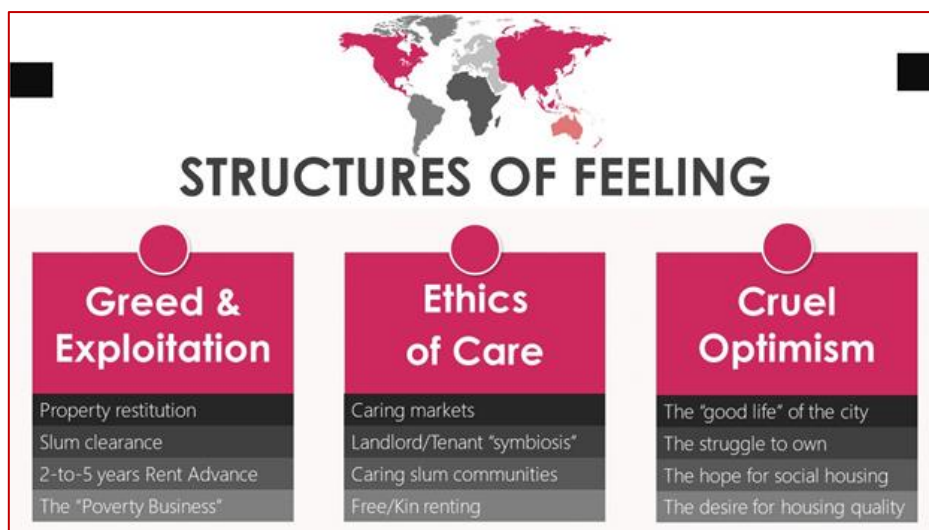 STRUCTURES OF FEELING
Greed &
Exploitation
Property restitution
Slum clearance
2-to-5 years Rent Advance
The "Poverty Business"
Ethics
of Care
Caring markets
Landlord/Tenant "symbiosis"
Caring slum communities
Free/Kin renting
Cruel
Optimism
The "good life" of the city
The struggle to own
The hope for social housing
The desire for housing quality